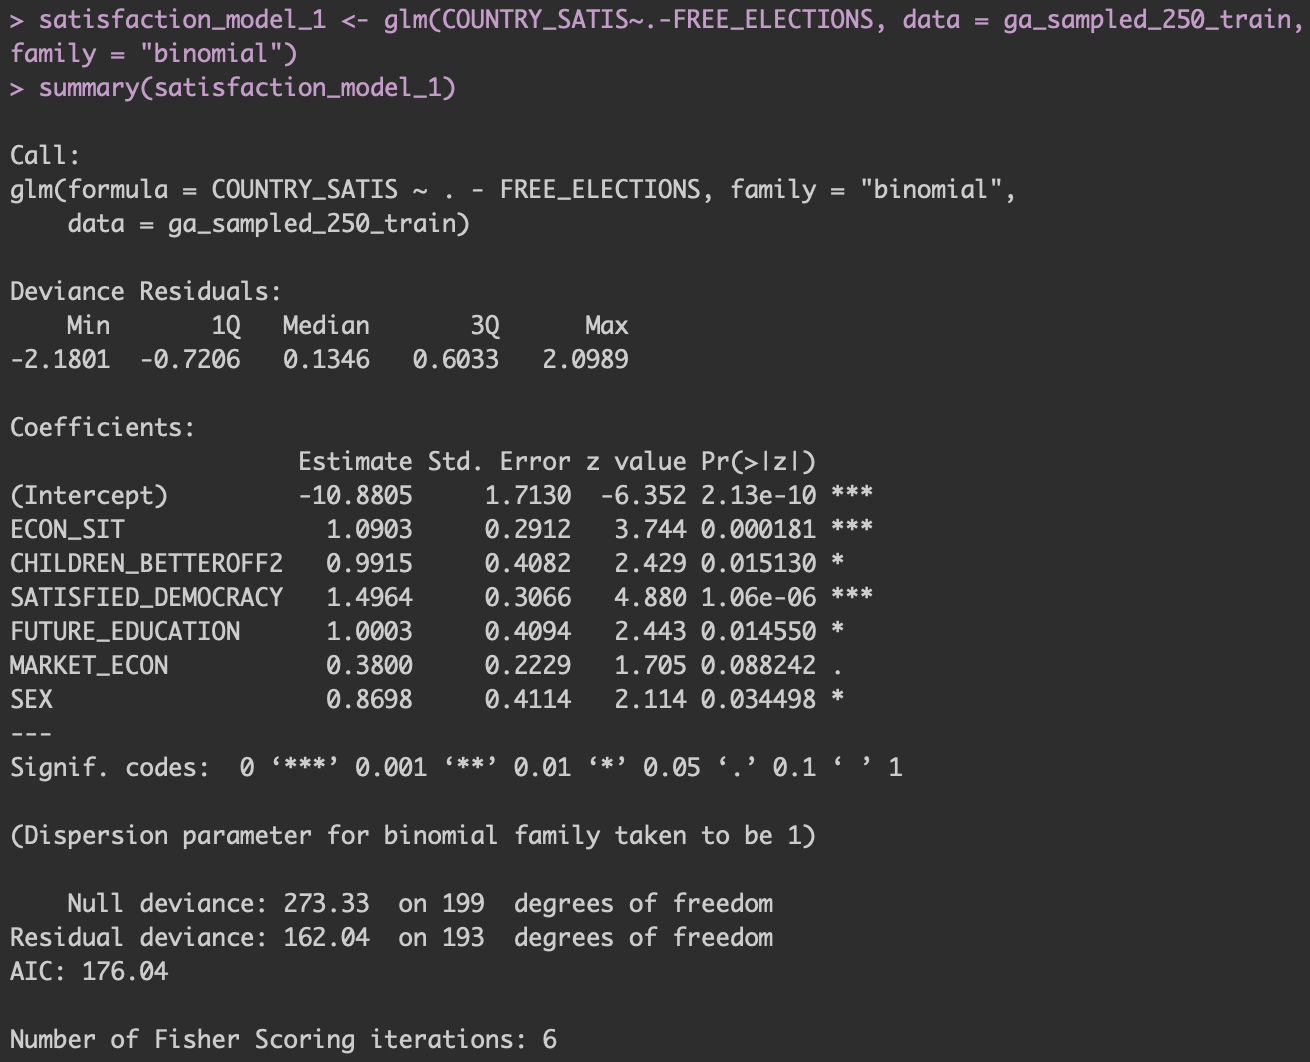 > satisfaction_model_1 <- glm(COUNTRY_SATIS~.-FREE_ELECTIONS, data = ga_sampled_250_train,
family = "binomial")
> summary(satisfaction_model_1)

Call:
glm(formula = COUNTRY_SATIS ~ . - FREE_ELECTIONS, family = "binomial",
    data = ga_sampled_250_train)

Deviance Residuals:
    Min       1Q   Median       3Q      Max
-2.1801  -0.7206   0.1346   0.6033   2.0989

Coefficients:
                    Estimate Std. Error z value Pr(>|z|)
(Intercept)         -10.8805     1.7130  -6.352 2.13e-10 ***
ECON_SIT              1.0903     0.2912   3.744 0.000181 ***
CHILDREN_BETTEROFF2   0.9915     0.4082   2.429 0.015130 *
SATISFIED_DEMOCRACY   1.4964     0.3066   4.880 1.06e-06 ***
FUTURE_EDUCATION      1.0003     0.4094   2.443 0.014550 *
MARKET_ECON           0.3800     0.2229   1.705 0.088242 .
SEX                   0.8698     0.4114   2.114 0.034498 *
---
Signif. codes:  0 ‘***’ 0.001 ‘**’ 0.01 ‘*’ 0.05 ‘.’ 0.1 ‘ ’ 1

(Dispersion parameter for binomial family taken to be 1)

    Null deviance: 273.33  on 199  degrees of freedom
Residual deviance: 162.04  on 193  degrees of freedom
AIC: 176.04

Number of Fisher Scoring iterations: 6